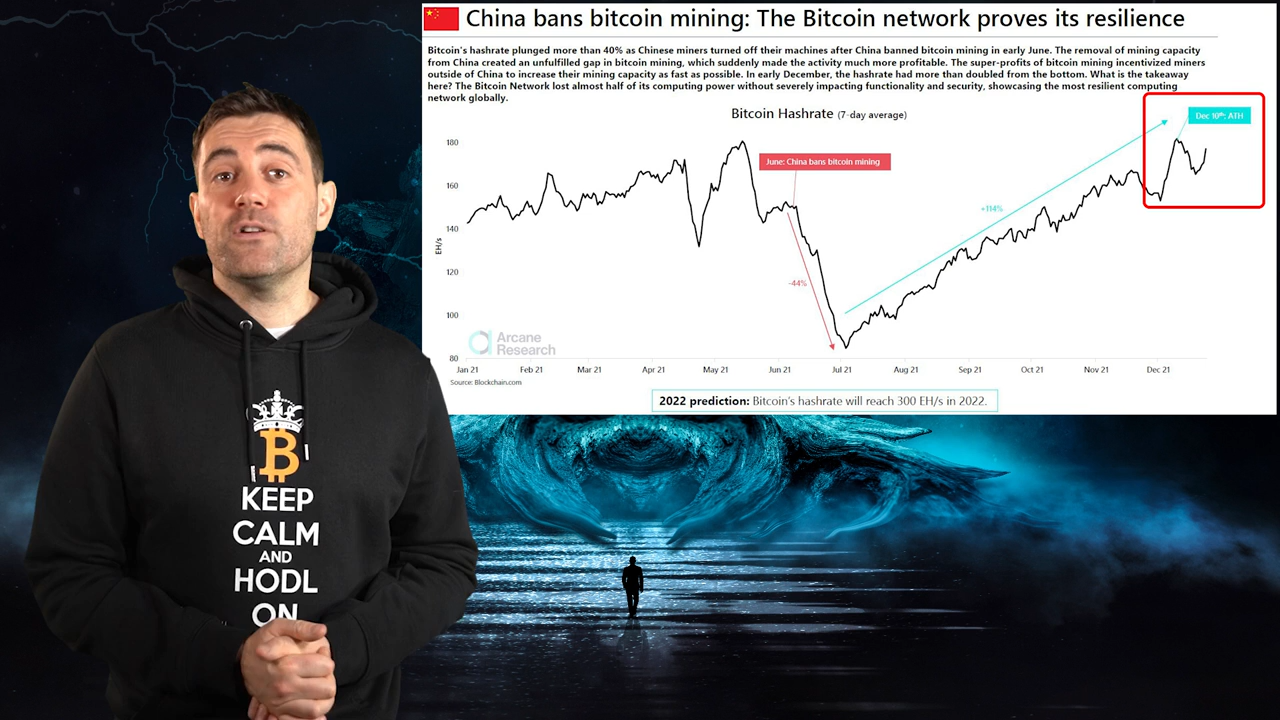 China bans bitcoin mining: The Bitcoin network proves its resilience
Bitcoin's hashrate plunged more than 40% as Chinese miners turned off their machines after China banned bitcoin mining in early June. The removal of mining capacity
from China created an unfulfilled gap in bitcoin mining, which suddenly made the activity much more profitable. The super-profits of bitcoin mining incentivized miners
outside of China to increase their mining capacity as fast as possible. In early December, the hashrate had more than doubled from the bottom. What is the takeaway
here? The Bitcoin Network lost almost half of its computing power without severely impacting functionality and security, showcasing the most resilient computing
network globally.
Bitcoin Hashrate (7-day average)
Dec 10th: ATH
June: China bans bitcoin mining
+114%
-44%
EH/s
180
160
140
120
100
80
Jan 21 Feb 21 Mar 21 Apr 21 May 21 Jun 21 Jul 21 Aug 21 Sep 21 Oct 21 Nov 21 Dec 21
Arcane
Research
Source: Blockchain.com
2022 prediction: Bitcoin's hashrate will reach 300 EH/s in 2022.
KEEP
CALM
AND
HODL
ON